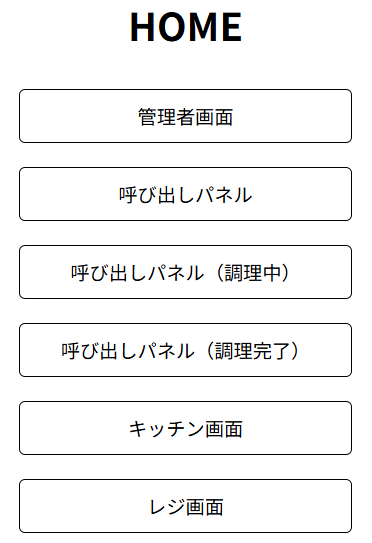 HOME
管理者画面
呼び出しパネル
呼び出しパネル（調理中）
呼び出しパネル（調理完了）
キッチン画面
レジ画面